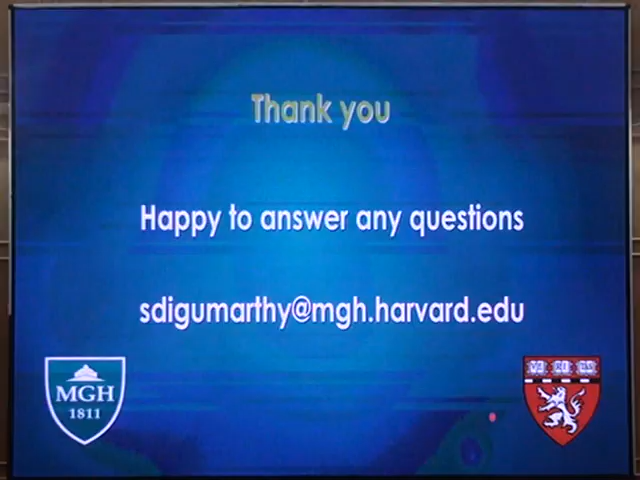 Thank you
Happy to answer any questions
sdigumarthy@mgh.harvard.edu
MGH
1811